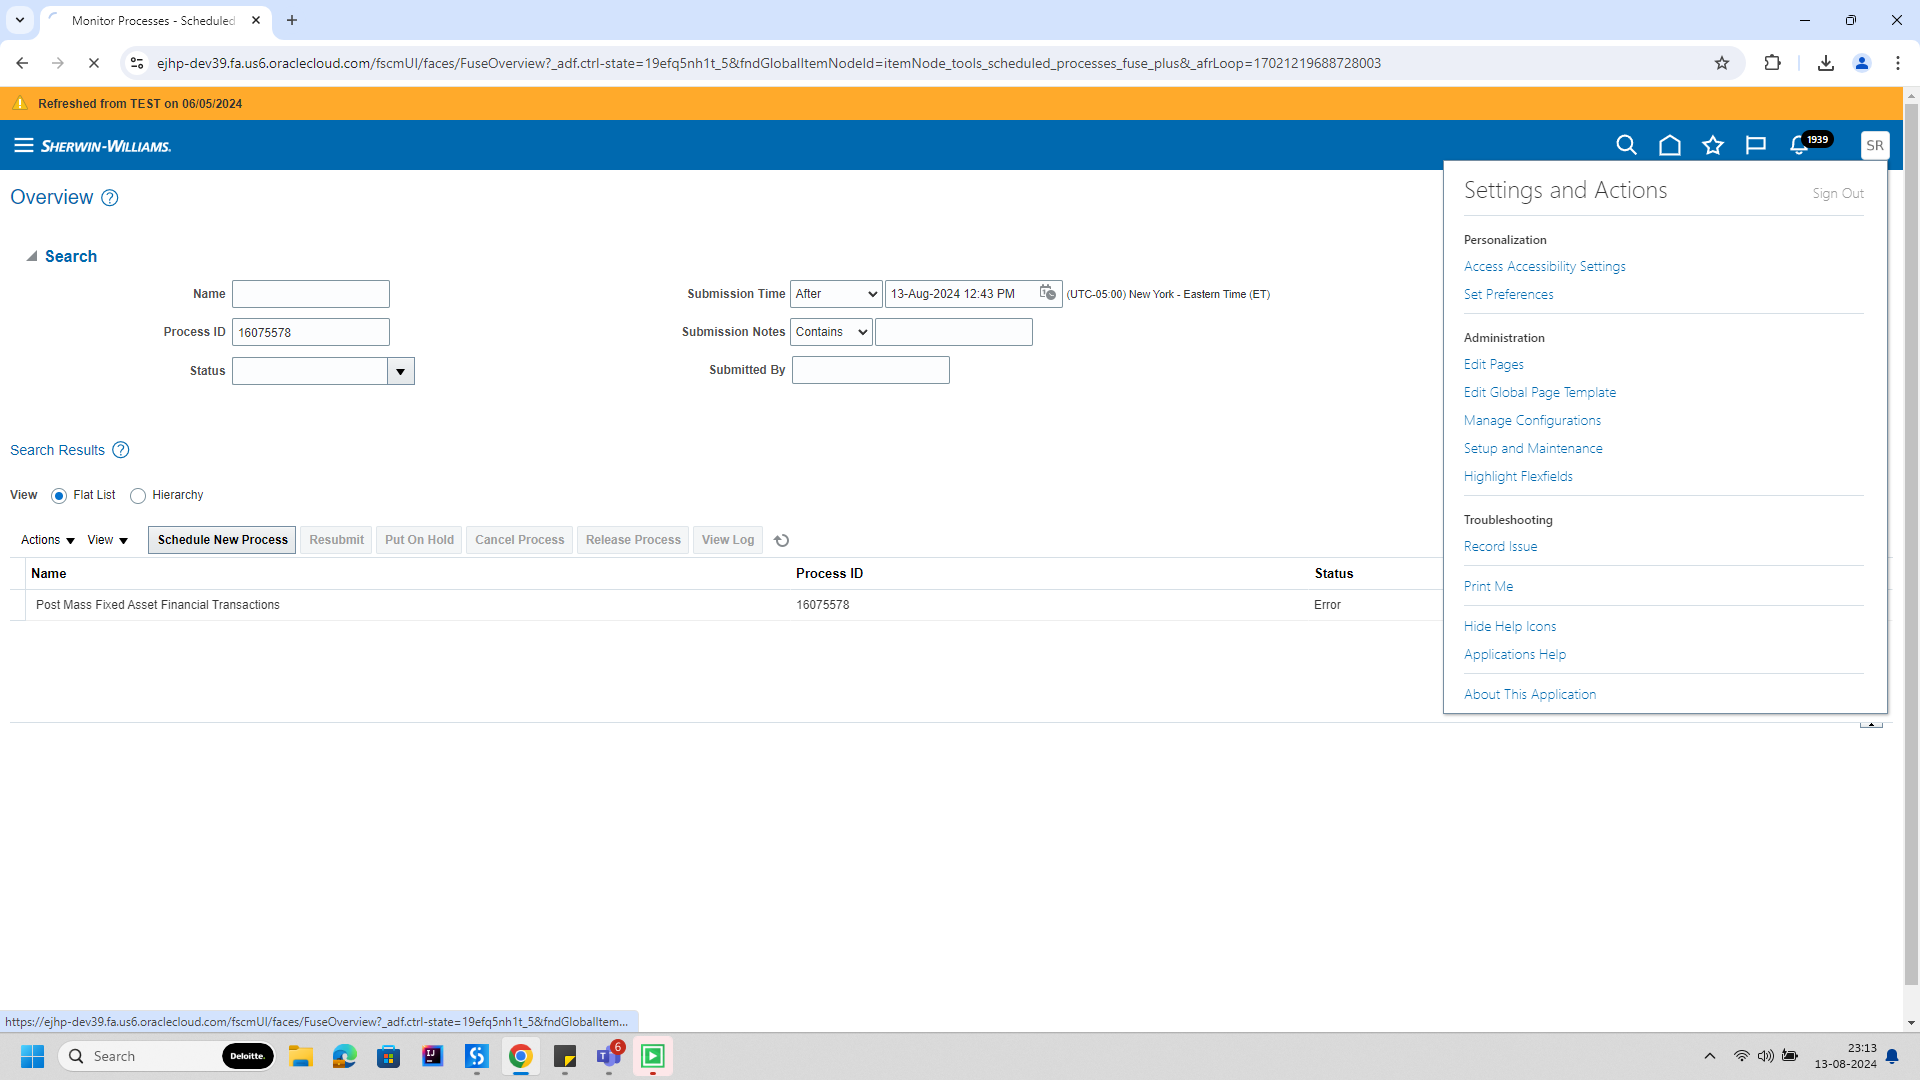 Monitor Processes - Scheduled
ejhp-dev39.fa.us6.oraclecloud.com/fscmUI/faces/FuseOverview?_adf.ctrl-state=19efq5nh1t_5&fndGlobalItemNodeId=itemNode_tools_scheduled_processes_fuse_plus&_afrLoop=17021219688728003
Refreshed from TEST on 06/05/2024
SHERWIN-WILLIAMS.
1939
SR
Overview
Settings and Actions
Sign Out
Personalization
Access Accessibility Settings
Set Preferences
Administration
Edit Pages
Edit Global Page Template
Manage Configurations
Setup and Maintenance
Highlight Flexfields
Troubleshooting
Record Issue
Print Me
Hide Help Icons
Applications Help
About This Application
Search
Name
Submission Time After 13-Aug-2024 12:43 PM (UTC-05:00) New York - Eastern Time (ET)
Process ID 16075578
Submission Notes Contains
Status
Submitted By
Search Results
View Flat List Hierarchy
Actions View Schedule New Process Resubmit Put On Hold Cancel Process Release Process View Log
Name Process ID Status
Post Mass Fixed Asset Financial Transactions 16075578 Error
https://ejhp-dev39.fa.us6.oraclecloud.com/fscmUI/faces/FuseOverview?_adf.ctrl-state=19efq5nh1t_5&fndGlobalItem...
Search
Deloitte.
6
23:13
13-08-2024